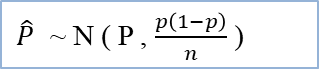 P̂ ~ N ( P , p(1-p)/n )